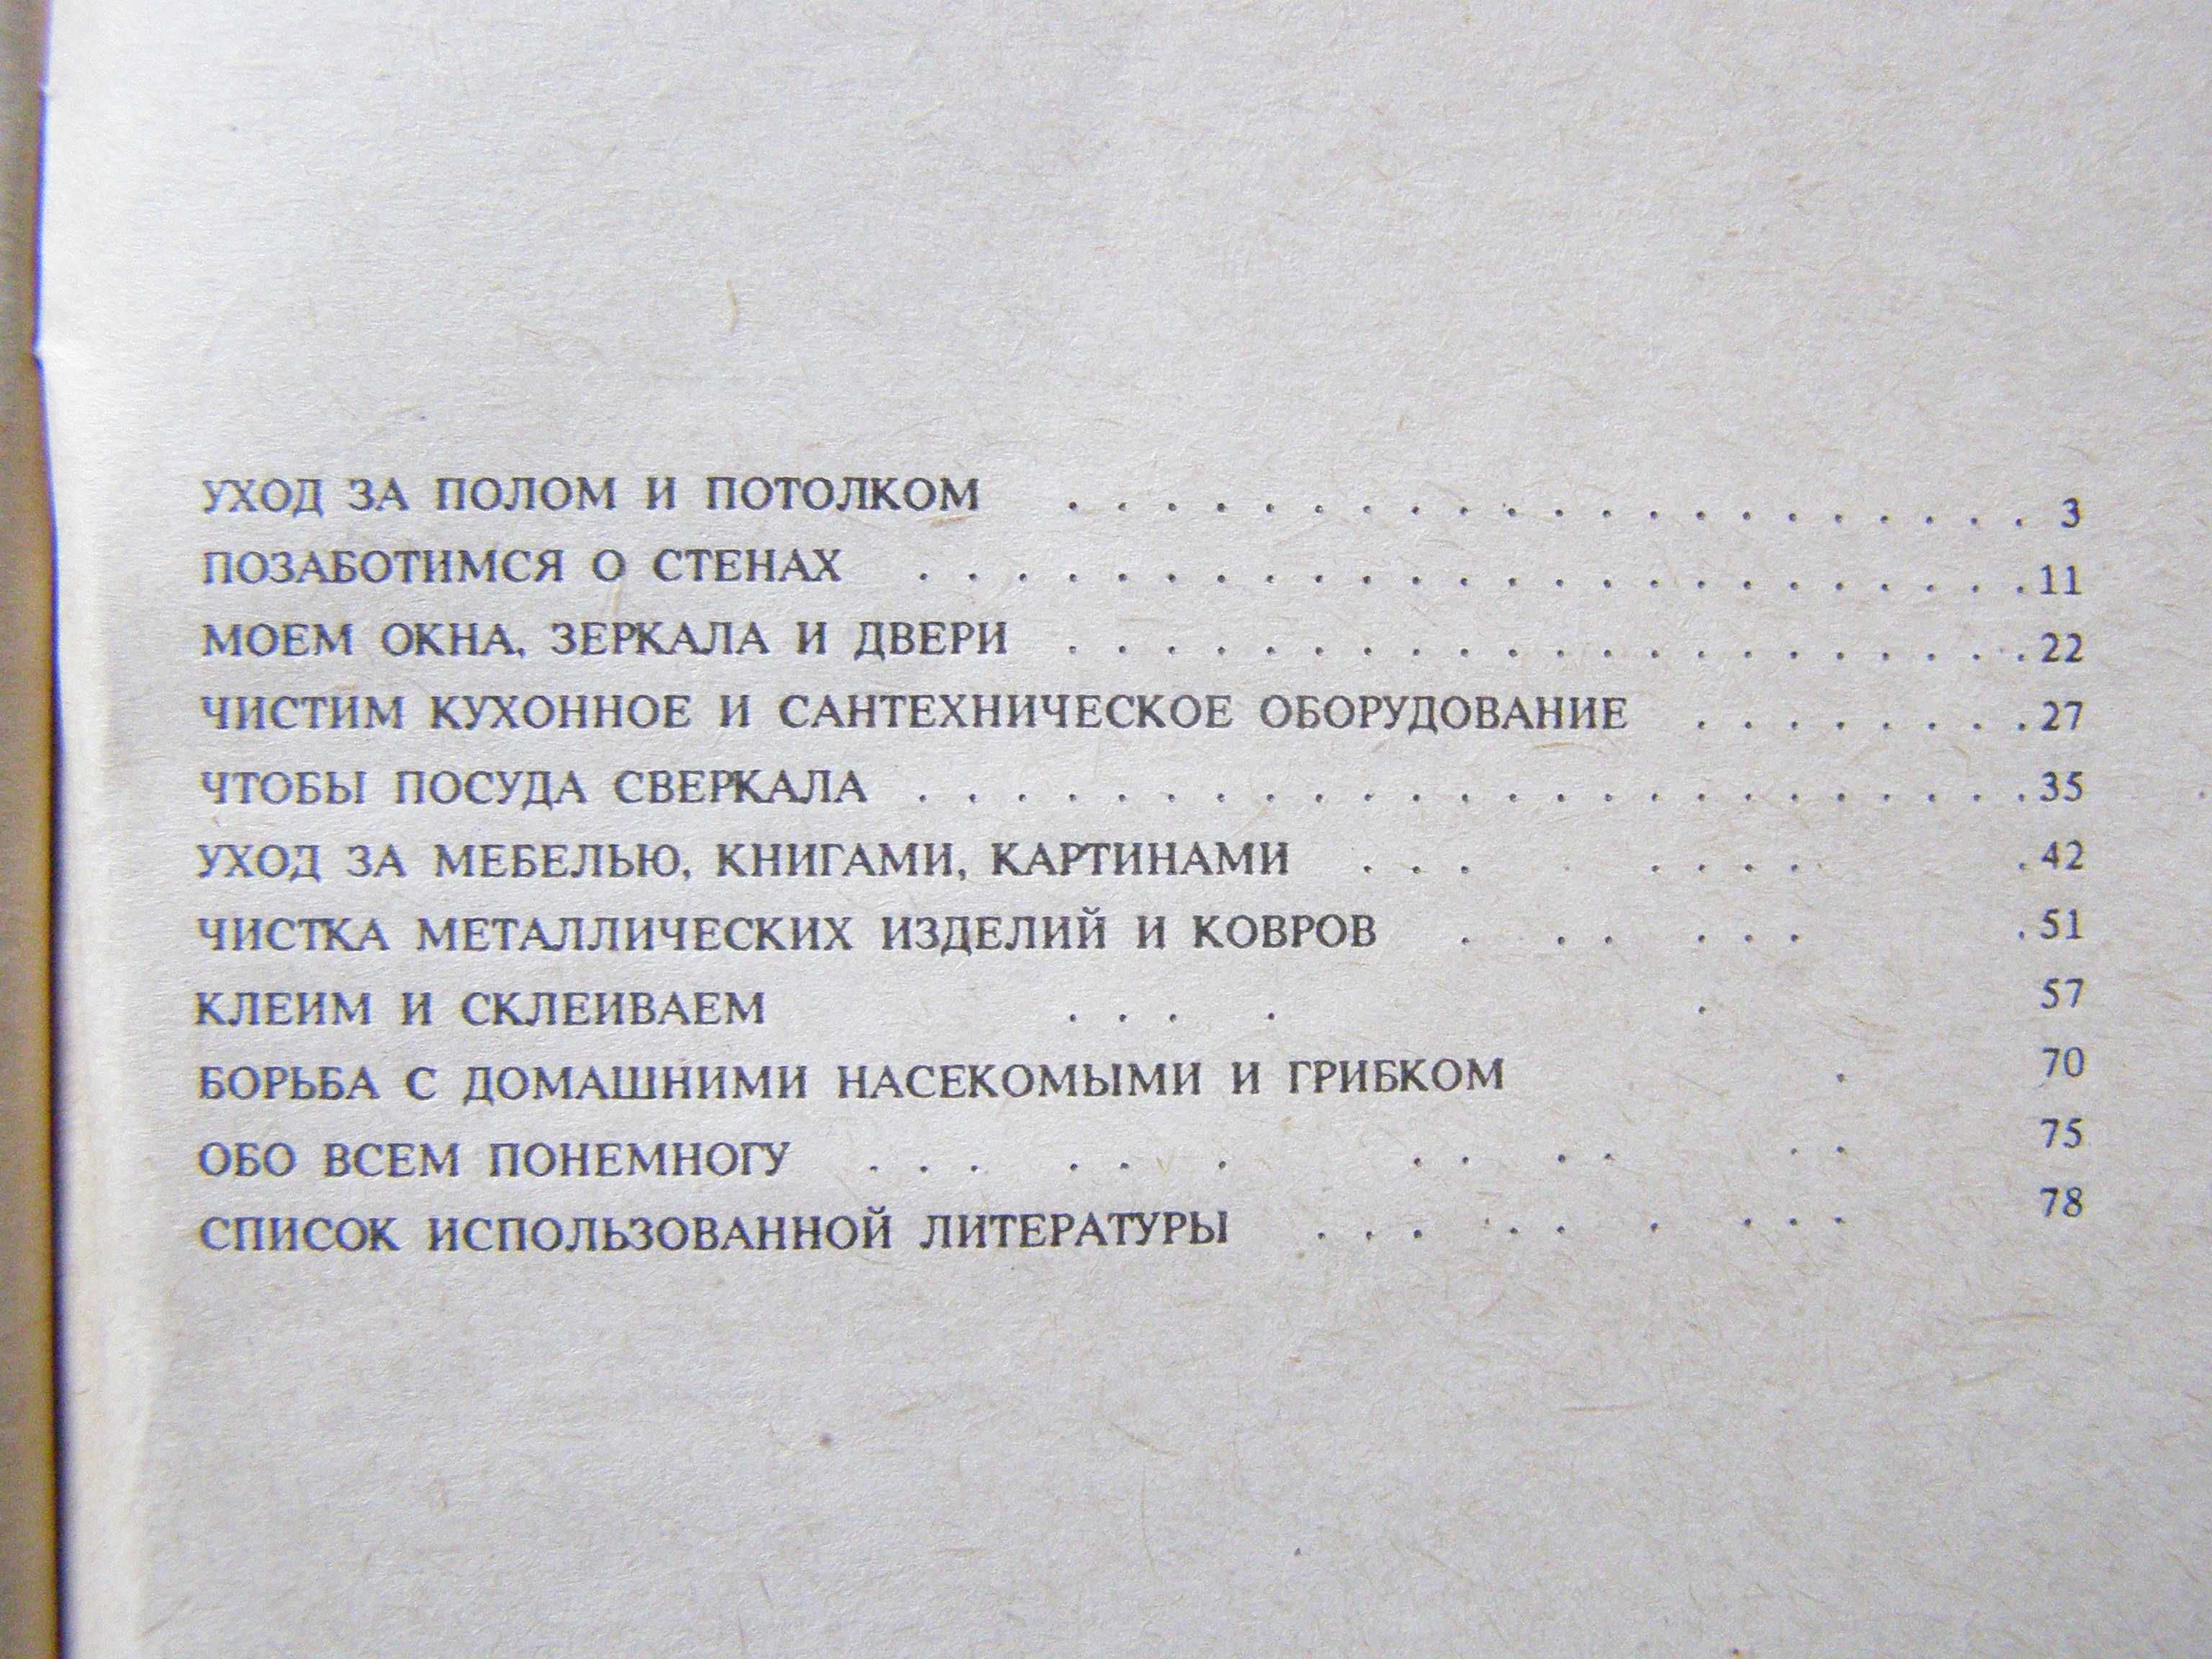 УХОД ЗА ПОЛОМ И ПОТОЛКОМ . . . . . . . . . . . . . . . . . . . . 3
ПОЗАБОТИМСЯ О СТЕНАХ . . . . . . . . . . . . . . . . . . . . . . . 11
МОЕМ ОКНА, ЗЕРКАЛА И ДВЕРИ . . . . . . . . . . . . . . . . . . . . 22
ЧИСТИМ КУХОННОЕ И САНТЕХНИЧЕСКОЕ ОБОРУДОВАНИЕ . . . . . . . . 27
ЧТОБЫ ПОСУДА СВЕРКАЛА . . . . . . . . . . . . . . . . . . . . . . . 35
УХОД ЗА МЕБЕЛЬЮ, КНИГАМИ, КАРТИНАМИ . . . . . . . . . 42
ЧИСТКА МЕТАЛЛИЧЕСКИХ ИЗДЕЛИЙ И КОВРОВ . . . . . . . 51
КЛЕИМ И СКЛЕИВАЕМ . . . . . 57
БОРЬБА С ДОМАШНИМИ НАСЕКОМЫМИ И ГРИБКОМ . 70
ОБО ВСЕМ ПОНЕМНОГУ . . . . . . . . . . . . 75
СПИСОК ИСПОЛЬЗОВАННОЙ ЛИТЕРАТУРЫ . . . . . . . . . 78